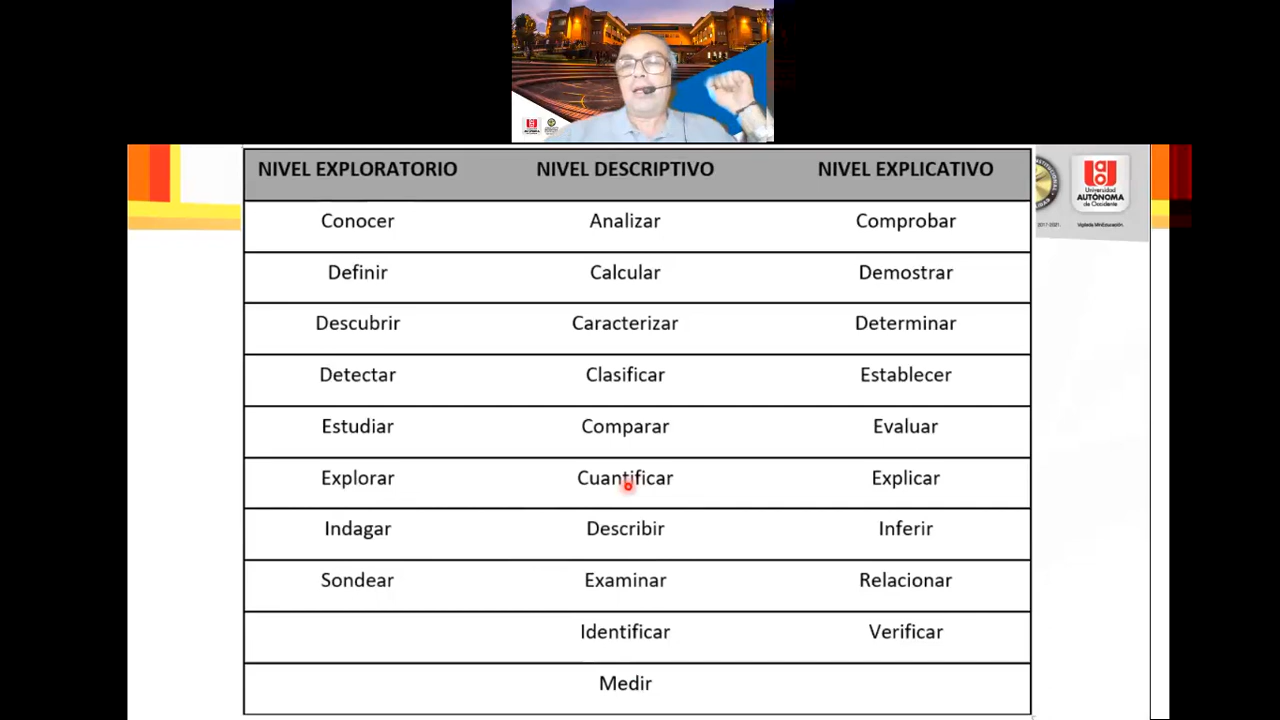 NIVEL EXPLORATORIO NIVEL DESCRIPTIVO NIVEL EXPLICATIVO
Conocer Analizar Comprobar
Definir Calcular Demostrar
Descubrir Caracterizar Determinar
Detectar Clasificar Establecer
Estudiar Comparar Evaluar
Explorar Cuantificar Explicar
Indagar Describir Inferir
Sondear Examinar Relacionar
Identificar Verificar
Medir
Universidad
AUTÓNOMA
de Occidente